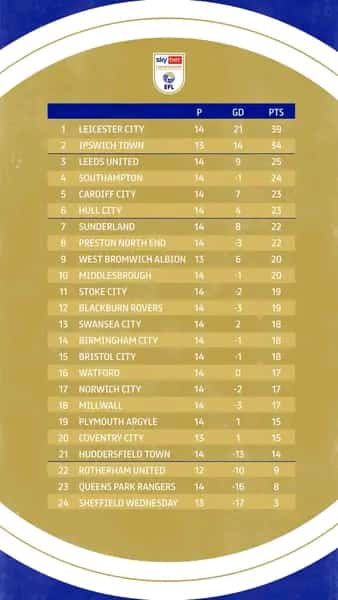 sky bet
EFL
P GD PTS
1 LEICESTER CITY 14 21 39
2 IPSWICH TOWN 13 14 34
3 LEEDS UNITED 14 9 25
4 SOUTHAMPTON 14 -1 24
5 CARDIFF CITY 14 7 23
6 HULL CITY 14 4 23
7 SUNDERLAND 14 8 22
8 PRESTON NORTH END 14 -3 22
9 WEST BROMWICH ALBION 13 6 20
10 MIDDLESBROUGH 14 -1 20
11 STOKE CITY 14 -2 19
12 BLACKBURN ROVERS 14 -3 19
13 SWANSEA CITY 14 2 18
14 BIRMINGHAM CITY 14 -1 18
15 BRISTOL CITY 14 -1 18
16 WATFORD 14 0 17
17 NORWICH CITY 14 -2 17
18 MILLWALL 14 -3 17
19 PLYMOUTH ARGYLE 14 1 15
20 COVENTRY CITY 13 1 15
21 HUDDERSFIELD TOWN 14 -13 14
22 ROTHERHAM UNITED 12 -10 9
23 QUEENS PARK RANGERS 14 -16 8
24 SHEFFIELD WEDNESDAY 13 -17 3